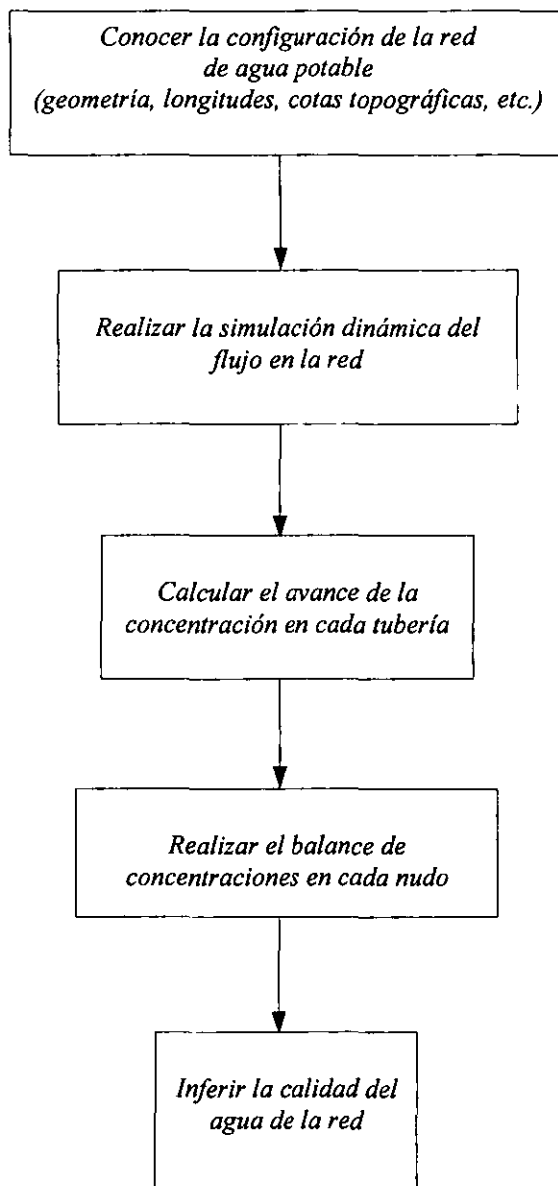 Conocer la configuración de la red
de agua potable
(geometría, longitudes, cotas topográficas, etc.)
Realizar la simulación dinámica del
flujo en la red
Calcular el avance de la
concentración en cada tubería
Realizar el balance de
concentraciones en cada nudo
Inferir la calidad del
agua de la red